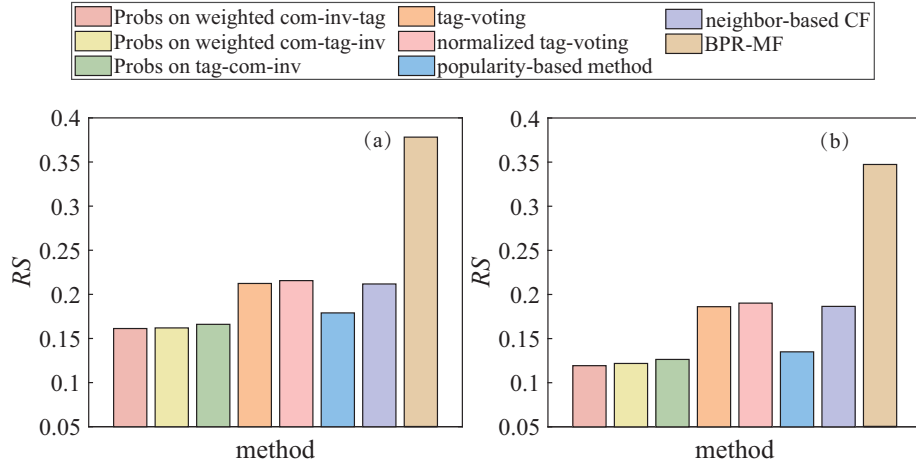 Probs on weighted com-inv-tag
Probs on weighted com-tag-inv
Probs on tag-com-inv
tag-voting
normalized tag-voting
popularity-based method
neighbor-based CF
BPR-MF
0.4
0.35
0.3
0.25
0.2
0.15
0.1
0.05
RS
(a)
method
0.4
0.35
0.3
0.25
0.2
0.15
0.1
0.05
RS
(b)
method